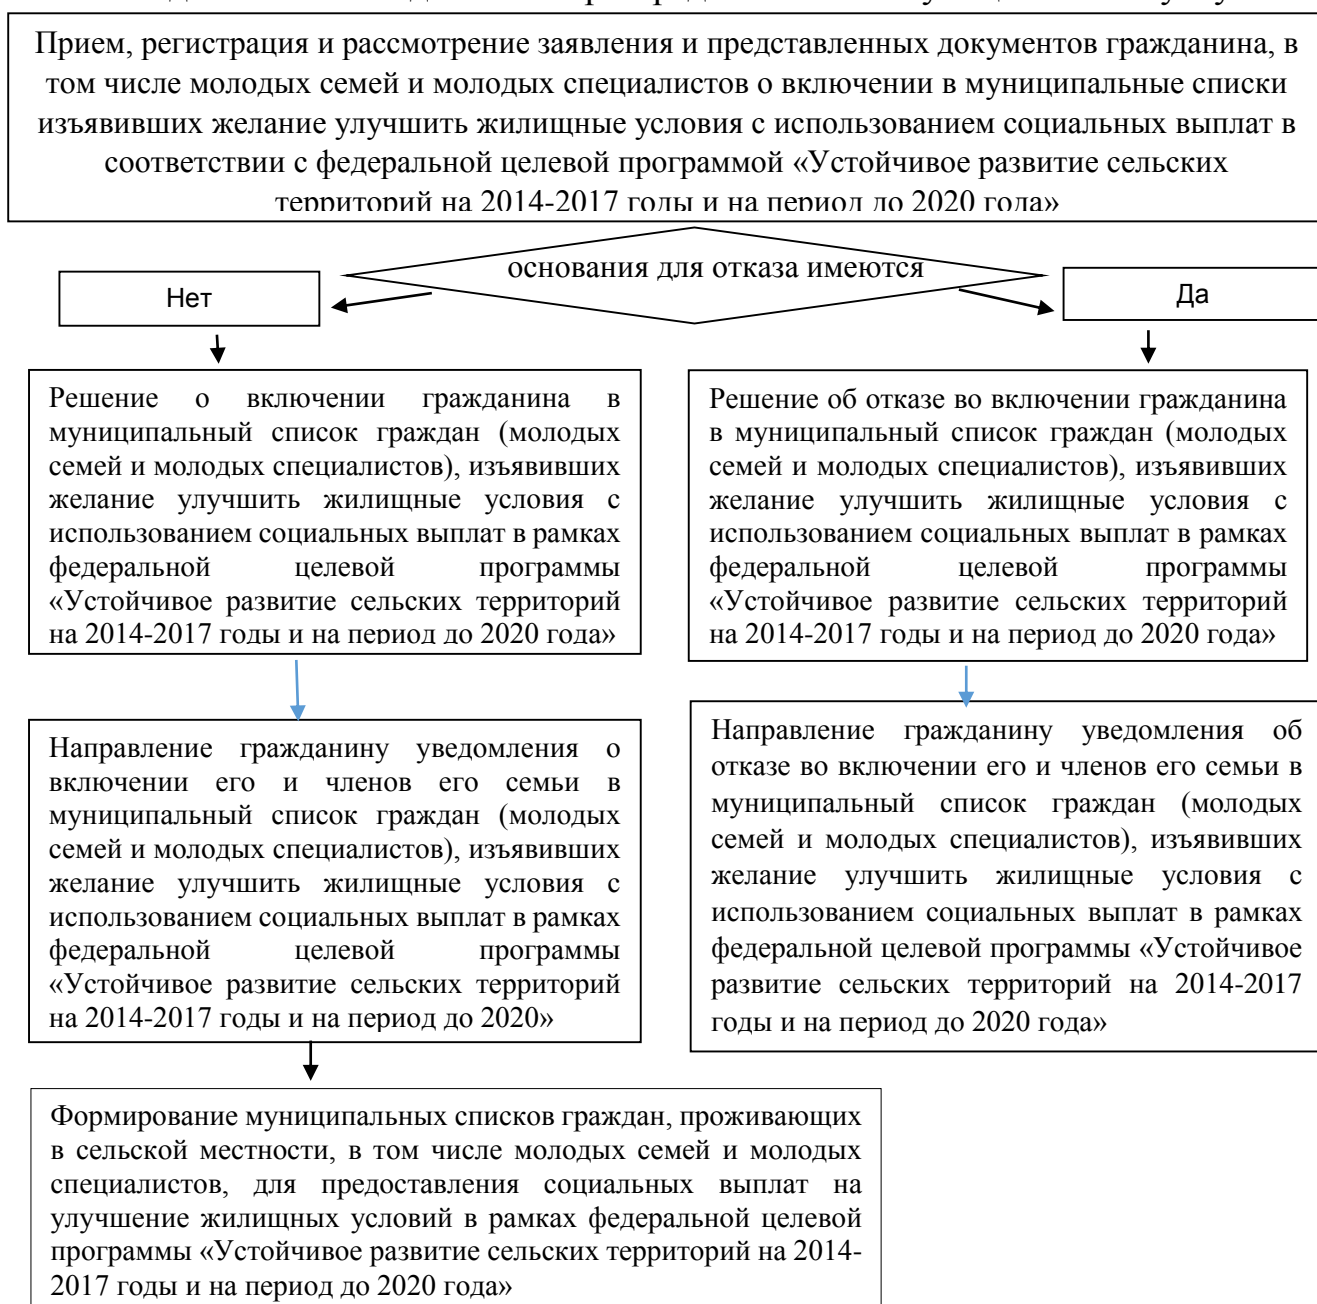 Прием, регистрация и рассмотрение заявления и представленных документов гражданина, в
том числе молодых семей и молодых специалистов о включении в муниципальные списки
изъявивших желание улучшить жилищные условия с использованием социальных выплат в
соответствии с федеральной целевой программой «Устойчивое развитие сельских
территорий на 2014-2017 годы и на период до 2020 года»
основания для отказа имеются
Нет
Да
Решение о включении гражданина в
муниципальный список граждан (молодых
семей и молодых специалистов), изъявивших
желание улучшить жилищные условия с
использованием социальных выплат в рамках
федеральной целевой программы
«Устойчивое развитие сельских территорий
на 2014-2017 годы и на период до 2020 года»
Решение об отказе во включении гражданина
в муниципальный список граждан (молодых
семей и молодых специалистов), изъявивших
желание улучшить жилищные условия с
использованием социальных выплат в рамках
федеральной целевой программы
«Устойчивое развитие сельских территорий
на 2014-2017 годы и на период до 2020 года»
Направление гражданину уведомления о
включении его и членов его семьи в
муниципальный список граждан (молодых
семей и молодых специалистов), изъявивших
желание улучшить жилищные условия с
использованием социальных выплат в рамках
федеральной целевой программы
«Устойчивое развитие сельских территорий
на 2014-2017 годы и на период до 2020»
Направление гражданину уведомления об
отказе во включении его и членов его семьи в
муниципальный список граждан (молодых
семей и молодых специалистов), изъявивших
желание улучшить жилищные условия с
использованием социальных выплат в рамках
федеральной целевой программы «Устойчивое
развитие сельских территорий на 2014-2017
годы и на период до 2020 года»
Формирование муниципальных списков граждан, проживающих
в сельской местности, в том числе молодых семей и молодых
специалистов, для предоставления социальных выплат на
улучшение жилищных условий в рамках федеральной целевой
программы «Устойчивое развитие сельских территорий на 2014-
2017 годы и на период до 2020 года»